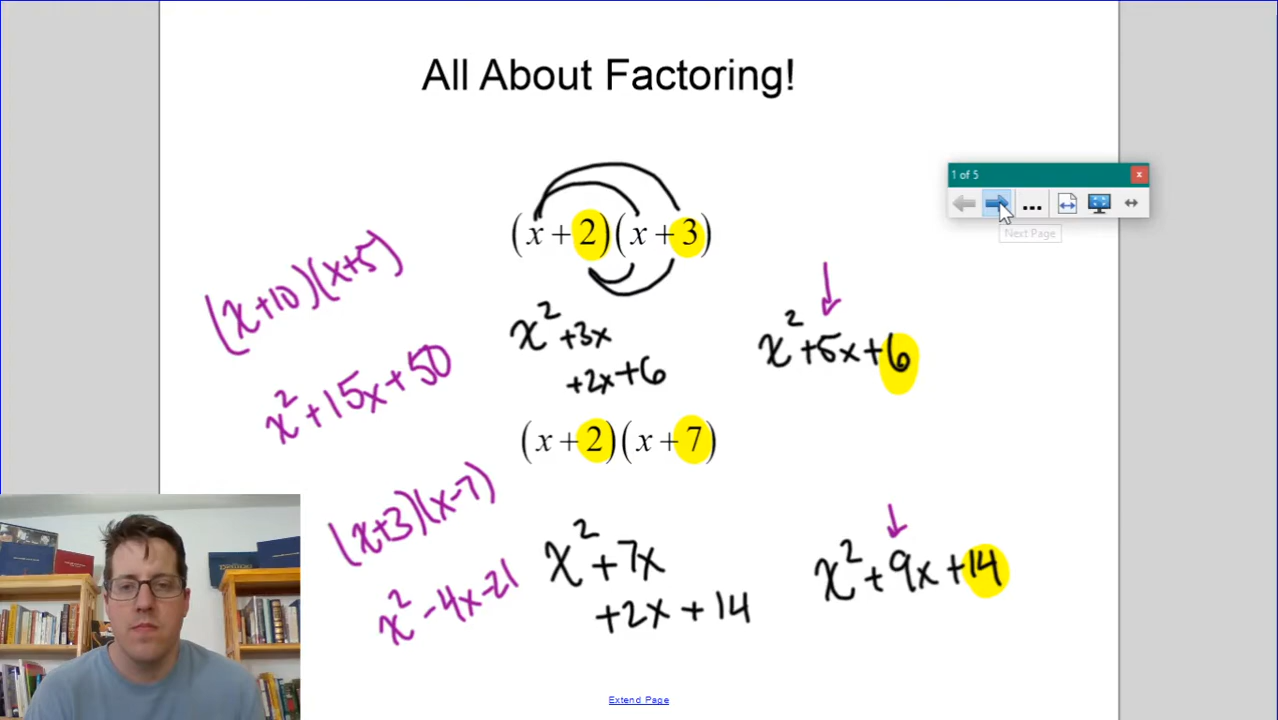 All About Factoring!
1 of 5
x
...
Next Page
(x + 2)(x + 3)
(x+10)(x+5)
x² +3x
+2x+6
x²+5x+6
x²+15x+50
(x + 2)(x + 7)
(x+3)(x-7)
x²+7x
+2x+14
x²+9x+14
x²-4x-21
Extend Page